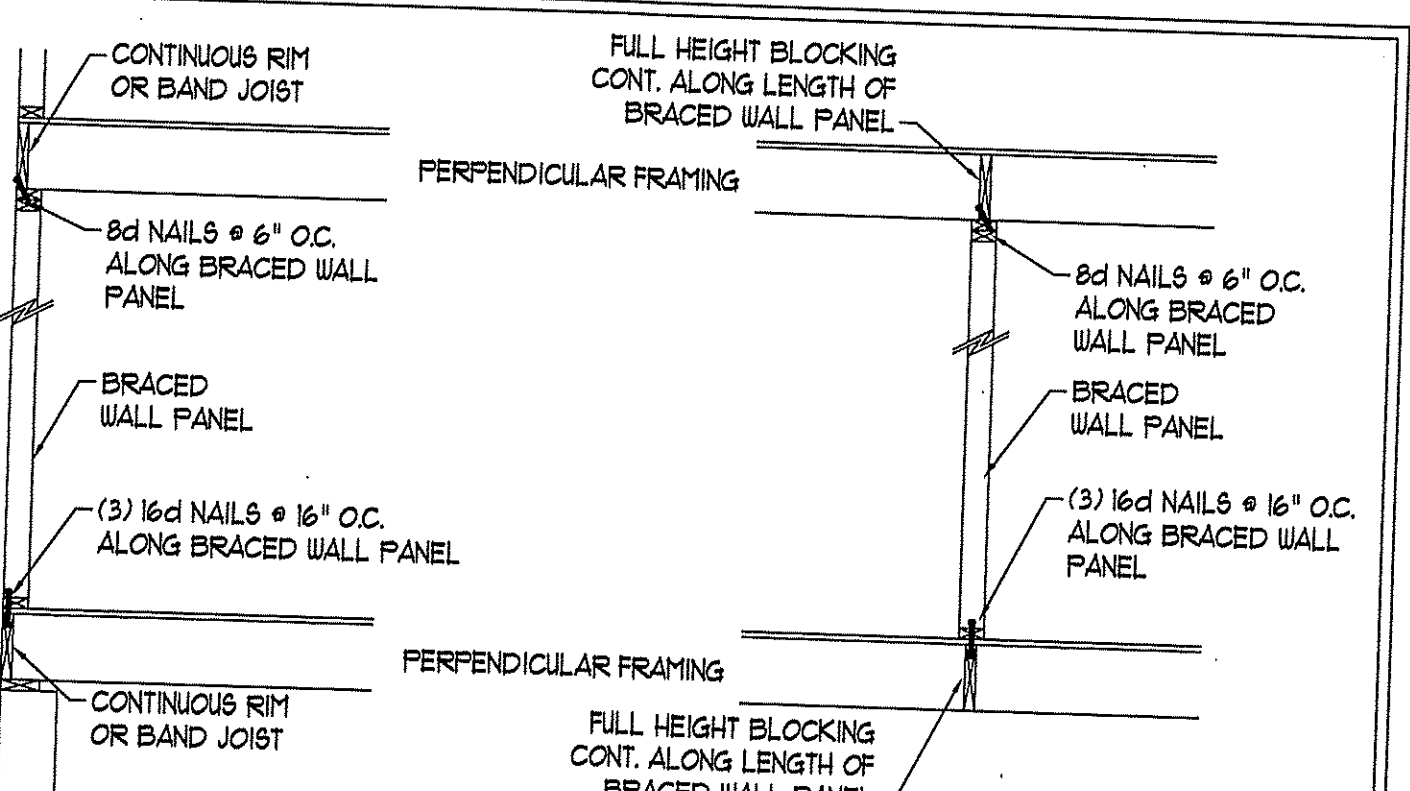 CONTINUOUS RIM
OR BAND JOIST
FULL HEIGHT BLOCKING
CONT. ALONG LENGTH OF
BRACED WALL PANEL
PERPENDICULAR FRAMING
8d NAILS @ 6" O.C.
ALONG BRACED WALL
PANEL
8d NAILS @ 6" O.C.
ALONG BRACED
WALL PANEL
BRACED
WALL PANEL
BRACED
WALL PANEL
(3) 16d NAILS @ 16" O.C.
ALONG BRACED WALL PANEL
(3) 16d NAILS @ 16" O.C.
ALONG BRACED WALL
PANEL
PERPENDICULAR FRAMING
CONTINUOUS RIM
OR BAND JOIST
FULL HEIGHT BLOCKING
CONT. ALONG LENGTH OF
BRACED WALL PANEL